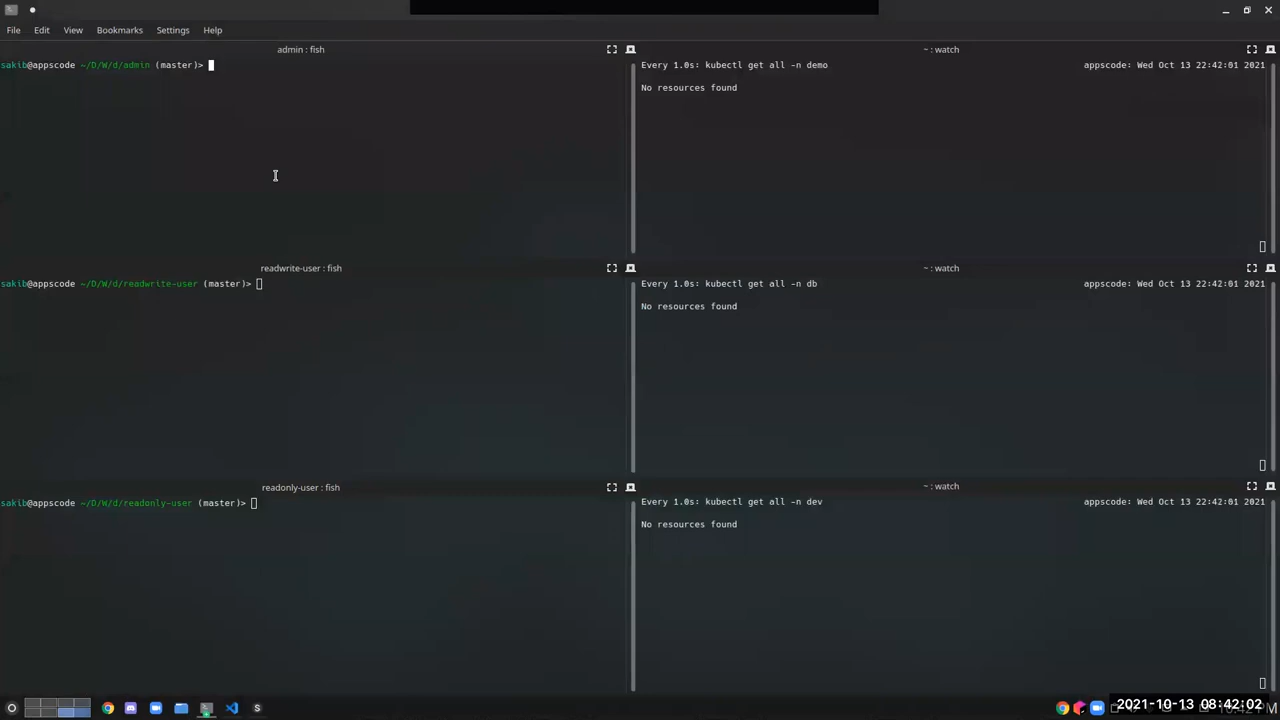 File Edit View Bookmarks Settings Help
admin : fish
sakib@appscode ~/D/W/d/admin (master)>
~ : watch
Every 1.0s: kubectl get all -n demo appscode: Wed Oct 13 22:42:01 2021
No resources found
readwrite-user : fish
sakib@appscode ~/D/W/d/readwrite-user (master)>
~ : watch
Every 1.0s: kubectl get all -n db appscode: Wed Oct 13 22:42:01 2021
No resources found
readonly-user : fish
sakib@appscode ~/D/W/d/readonly-user (master)>
~ : watch
Every 1.0s: kubectl get all -n dev appscode: Wed Oct 13 22:42:01 2021
No resources found
2021-10-13 08:42:02